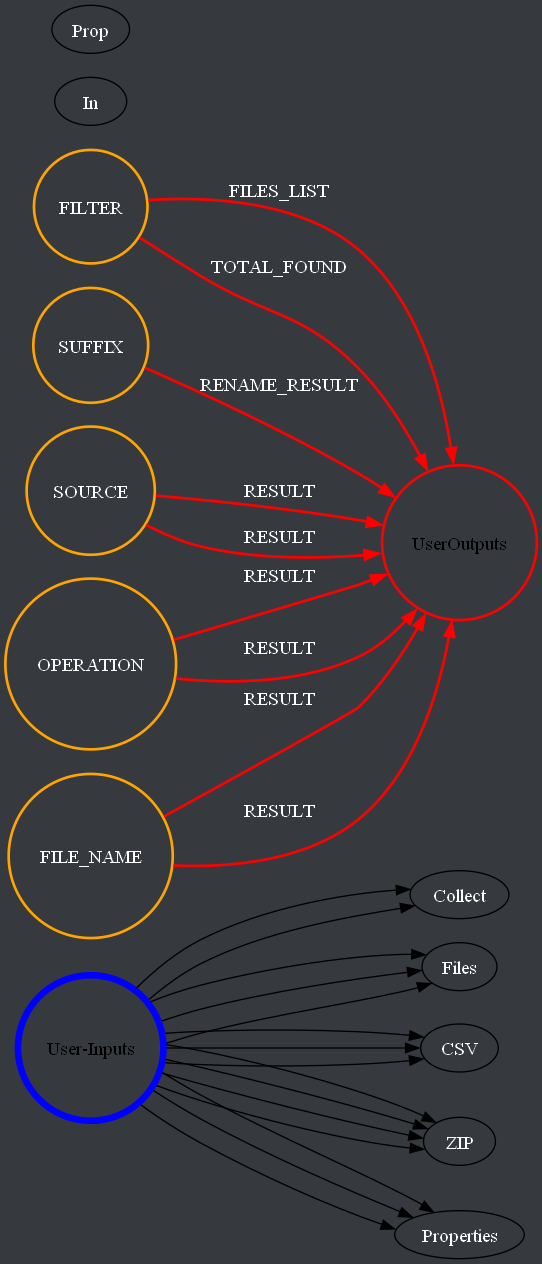 Prop
In
FILTER
FILES_LIST
TOTAL_FOUND
SUFFIX
RENAME_RESULT
SOURCE
RESULT
RESULT
UserOutputs
RESULT
OPERATION
RESULT
RESULT
FILE_NAME
RESULT
Collect
Files
User-Inputs
CSV
ZIP
Properties